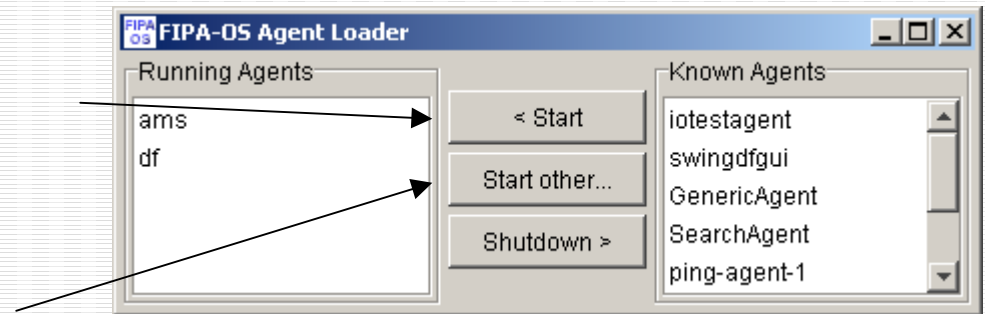 FIPA OS FIPA-OS Agent Loader
Running Agents
ams
df
< Start
Start other...
Shutdown >
Known Agents
iotestagent
swingdfgui
GenericAgent
SearchAgent
ping-agent-1